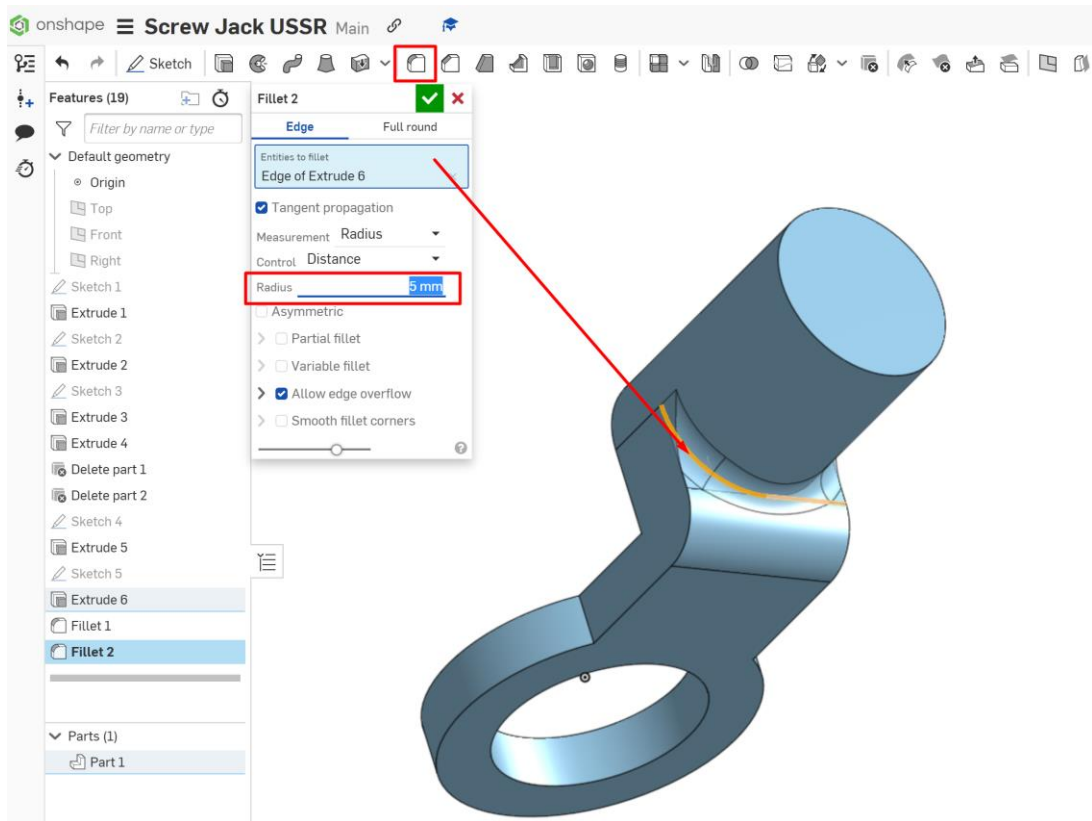 onshape Screw Jack USSR Main
Sketch
Features (19)
Filter by name or type
Default geometry
Origin
Top
Front
Right
Sketch 1
Extrude 1
Sketch 2
Extrude 2
Sketch 3
Extrude 3
Extrude 4
Delete part 1
Delete part 2
Sketch 4
Extrude 5
Sketch 5
Extrude 6
Fillet 1
Fillet 2
Parts (1)
Part 1
Fillet 2
Edge Full round
Entities to fillet
Edge of Extrude 6
Tangent propagation
Measurement Radius
Control Distance
Radius 5 mm
Asymmetric
Partial fillet
Variable fillet
Allow edge overflow
Smooth fillet corners